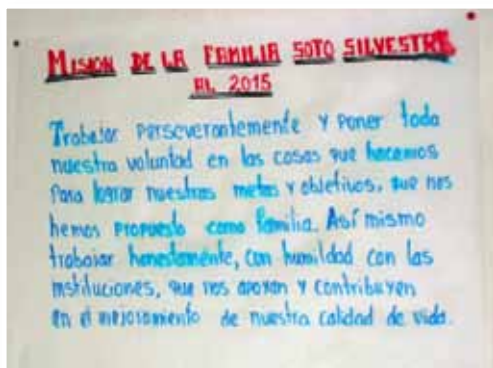 MISION DE LA FAMILIA SOTO SILVESTRE
AL 2015
Trabajar perseverantemente y poner toda
nuestra voluntad en las cosas que hacemos
para lograr nuestras metas y objetivos, que nos
hemos propuesto como familia. Así mismo
trabajar honestamente, con humildad con las
instituciones, que nos apoyan y contribuyen
en el mejoramiento de nuestra calidad de vida.